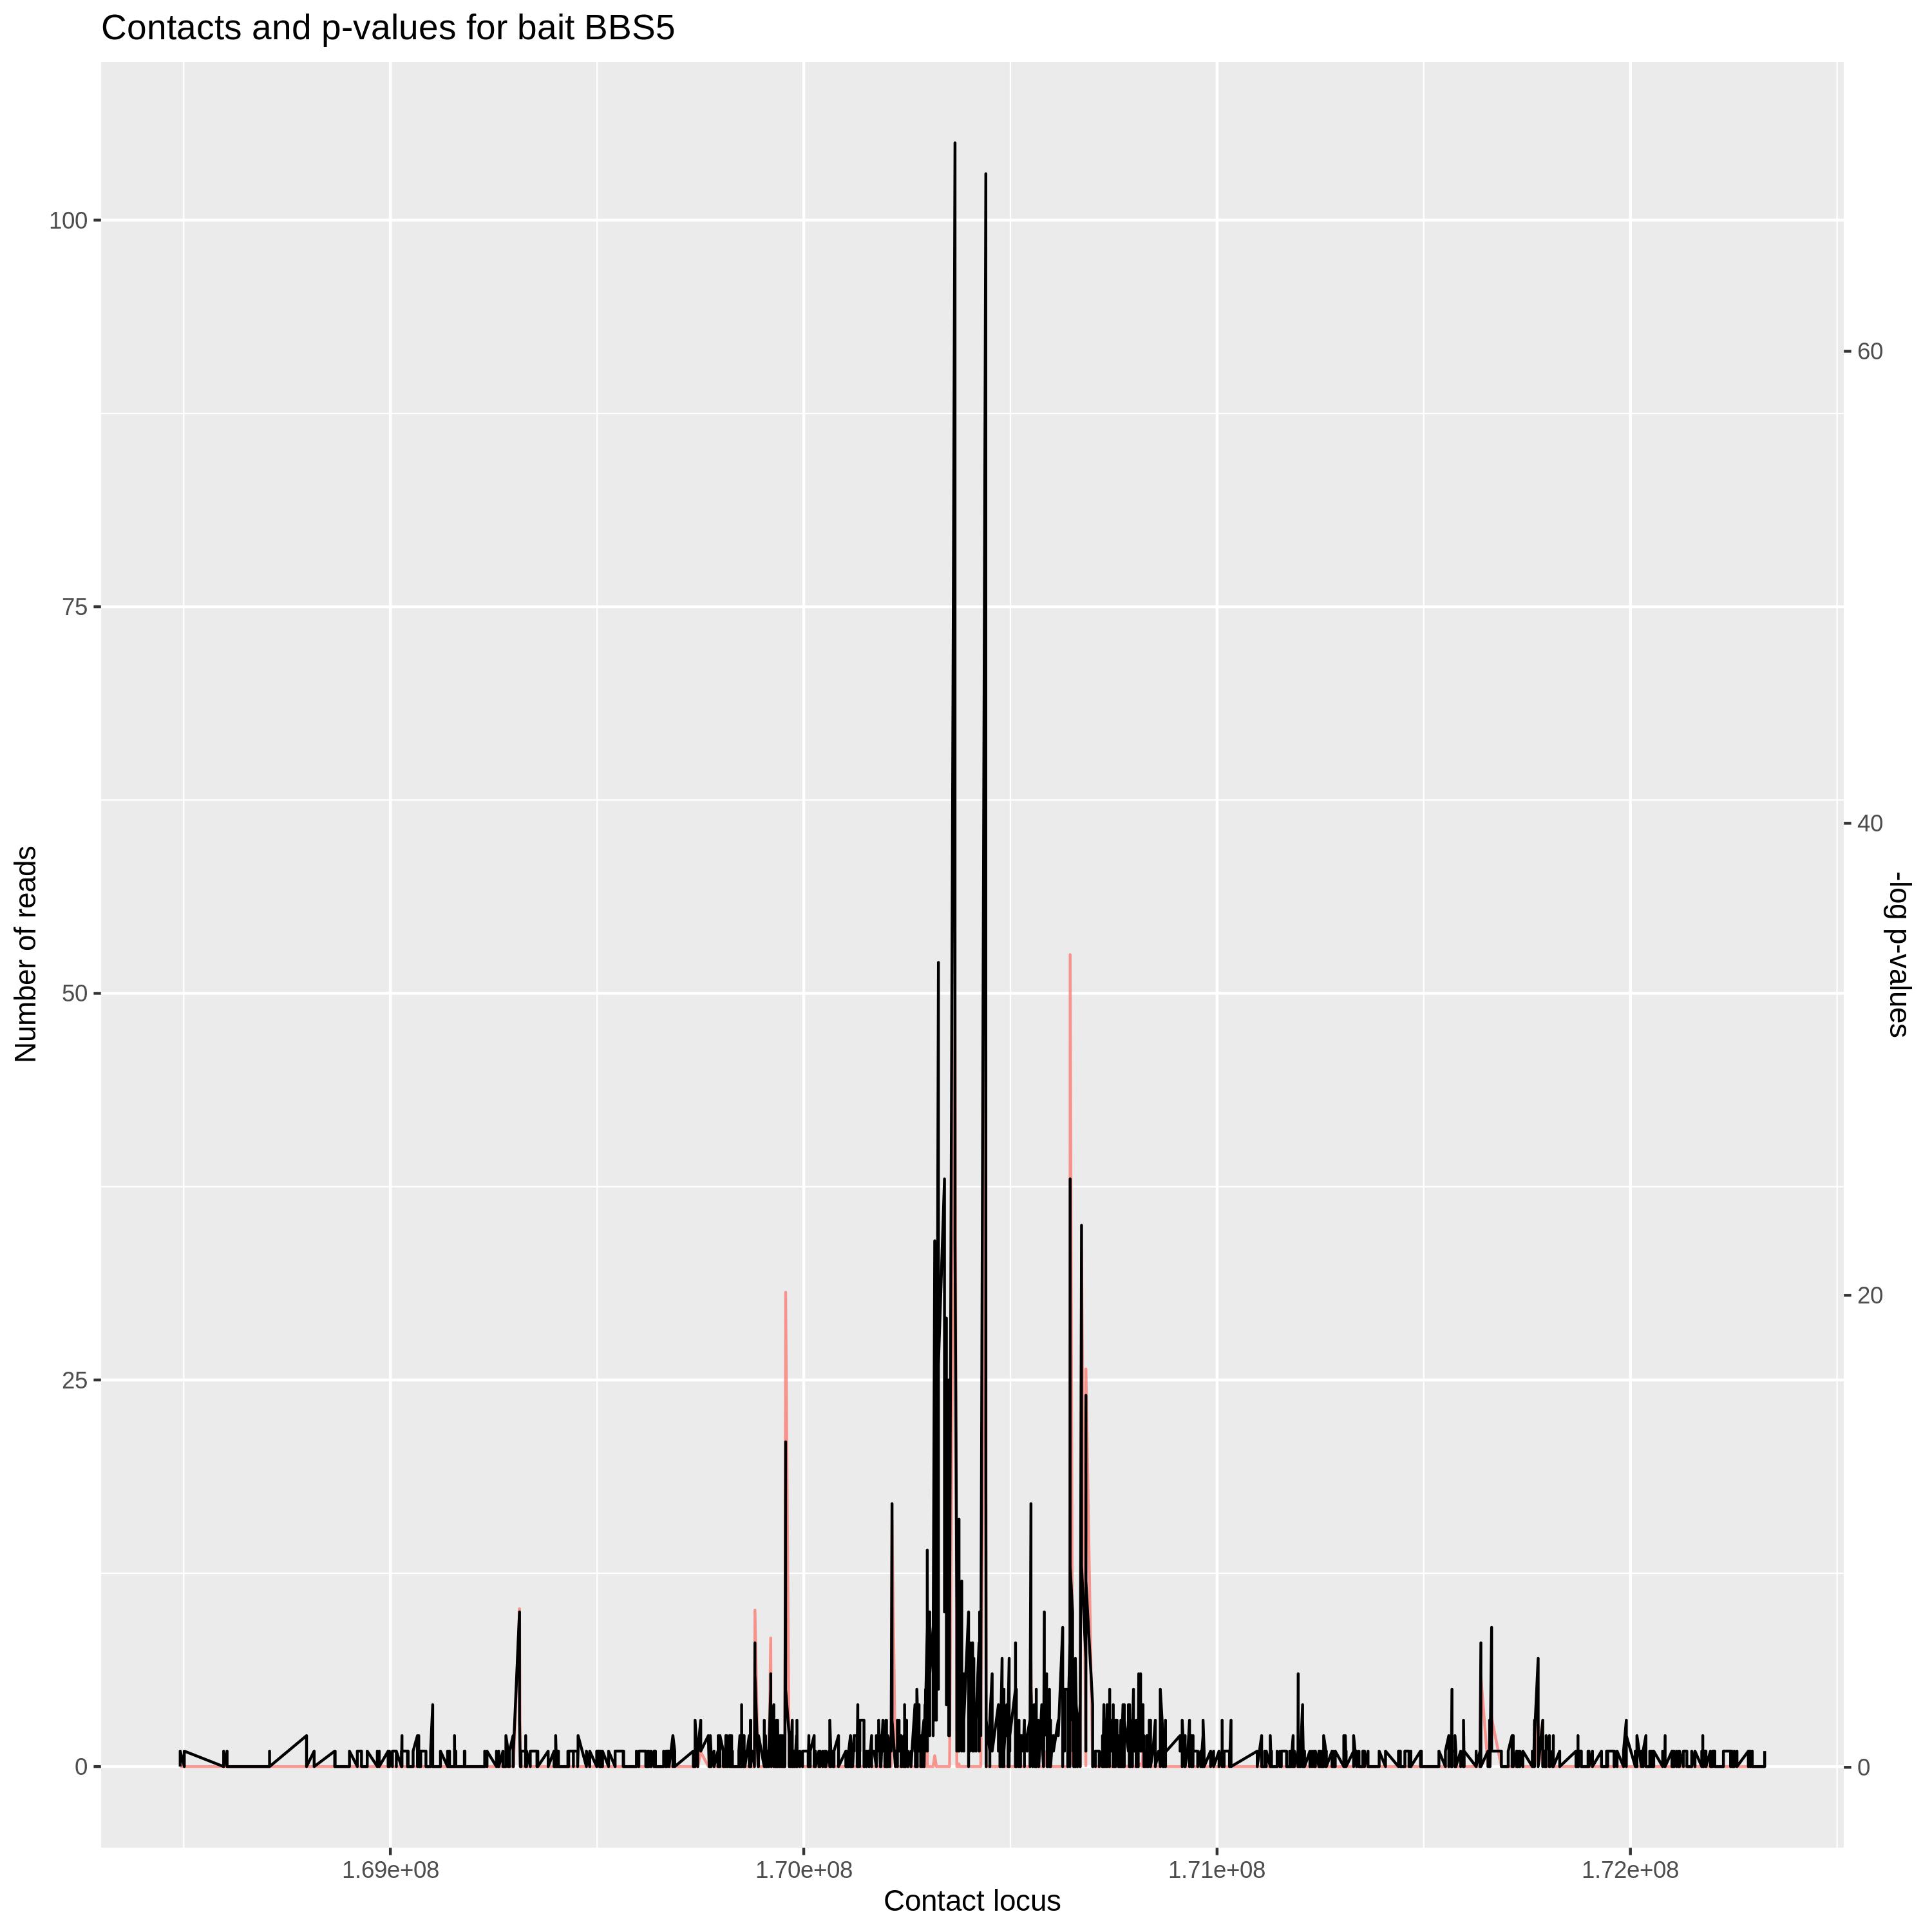 Contacts and p-values for bait BBS5
100
75
50
25
0
Number of reads
60
40
20
0
-log p-values
1.69e+08
1.70e+08
1.71e+08
1.72e+08
Contact locus